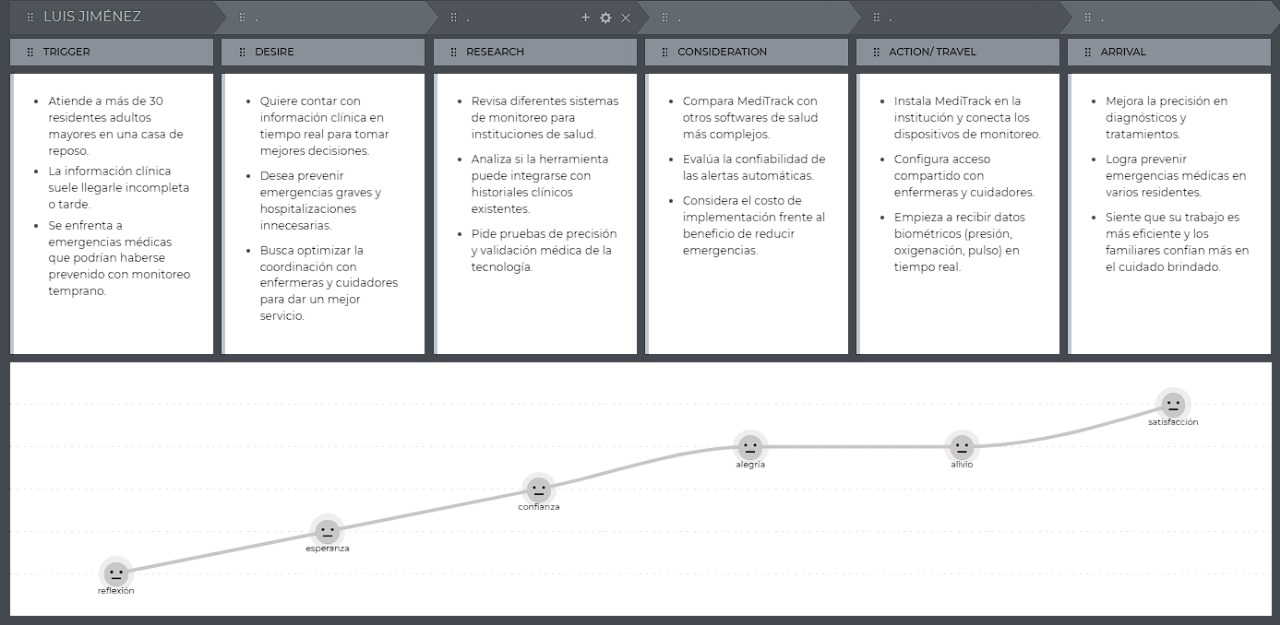 LUIS JIMÉNEZ
.
.
.
.
.
TRIGGER
DESIRE
RESEARCH
CONSIDERATION
ACTION/ TRAVEL
ARRIVAL
• Atiende a más de 30
residentes adultos
mayores en una casa de
reposo.
• La información clínica
suele llegarle incompleta
o tarde.
• Se enfrenta a
emergencias médicas
que podrían haberse
prevenido con monitoreo
temprano.
• Quiere contar con
información clínica en
tiempo real para tomar
mejores decisiones.
• Desea prevenir
emergencias graves y
hospitalizaciones
innecesarias.
• Busca optimizar la
coordinación con
enfermeras y cuidadores
para dar un mejor
servicio.
• Revisa diferentes sistemas
de monitoreo para
instituciones de salud.
• Analiza si la herramienta
puede integrarse con
historiales clínicos
existentes.
• Pide pruebas de precisión
y validación médica de la
tecnología.
• Compara MediTrack con
otros softwares de salud
más complejos.
• Evalúa la confiabilidad de
las alertas automáticas.
• Considera el costo de
implementación frente al
beneficio de reducir
emergencias.
• Instala MediTrack en la
institución y conecta los
dispositivos de monitoreo.
• Configura acceso
compartido con
enfermeras y cuidadores.
• Empieza a recibir datos
biométricos (presión,
oxigenación, pulso) en
tiempo real.
• Mejora la precisión en
diagnósticos y
tratamientos.
• Logra prevenir
emergencias médicas en
varios residentes.
• Siente que su trabajo es
más eficiente y los
familiares confían más en
el cuidado brindado.
reflexión
esperanza
confianza
alegría
alivio
satisfacción